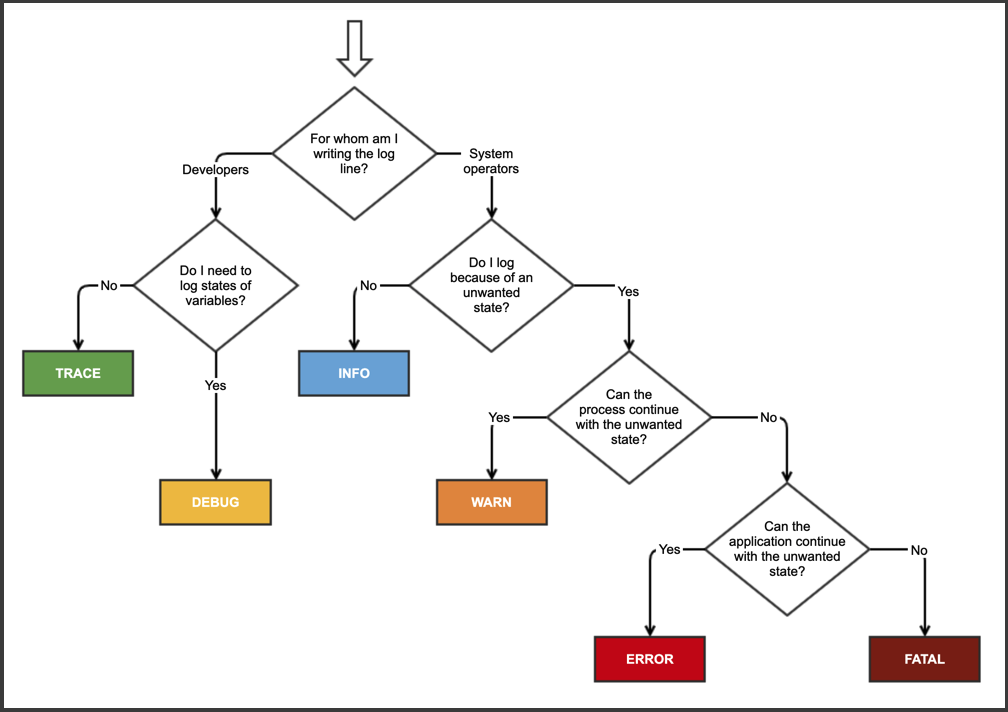 For whom am I
writing the log
line?
Developers
System
operators
Do I need to
log states of
variables?
Do I log
because of an
unwanted
state?
No
No
Yes
TRACE
INFO
Yes
Can the
process continue
with the unwanted
state?
Yes
No
DEBUG
WARN
Can the
application continue
with the unwanted
state?
Yes
No
ERROR
FATAL